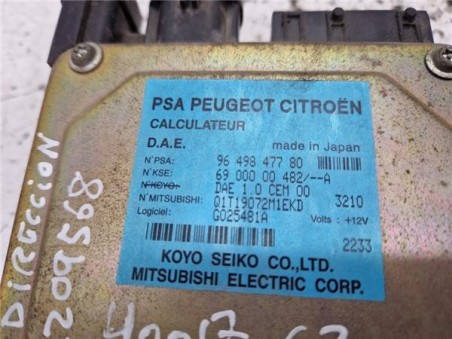 PSA PEUGEOT CITROËN
CALCULATEUR
D.A.E. made in Japan
N°PSA: 96 498 477 80
N°KSE: 69 000 00 482/--A
N°KOYO: DAE 1.0 CEM 00
N°MITSUBISHI: Q1T19072M1EKD 3210
Logiciel: G025481A Volts : +12V
2233
KOYO SEIKO CO.,LTD.
MITSUBISHI ELECTRIC CORP.
DIRECCION
209568